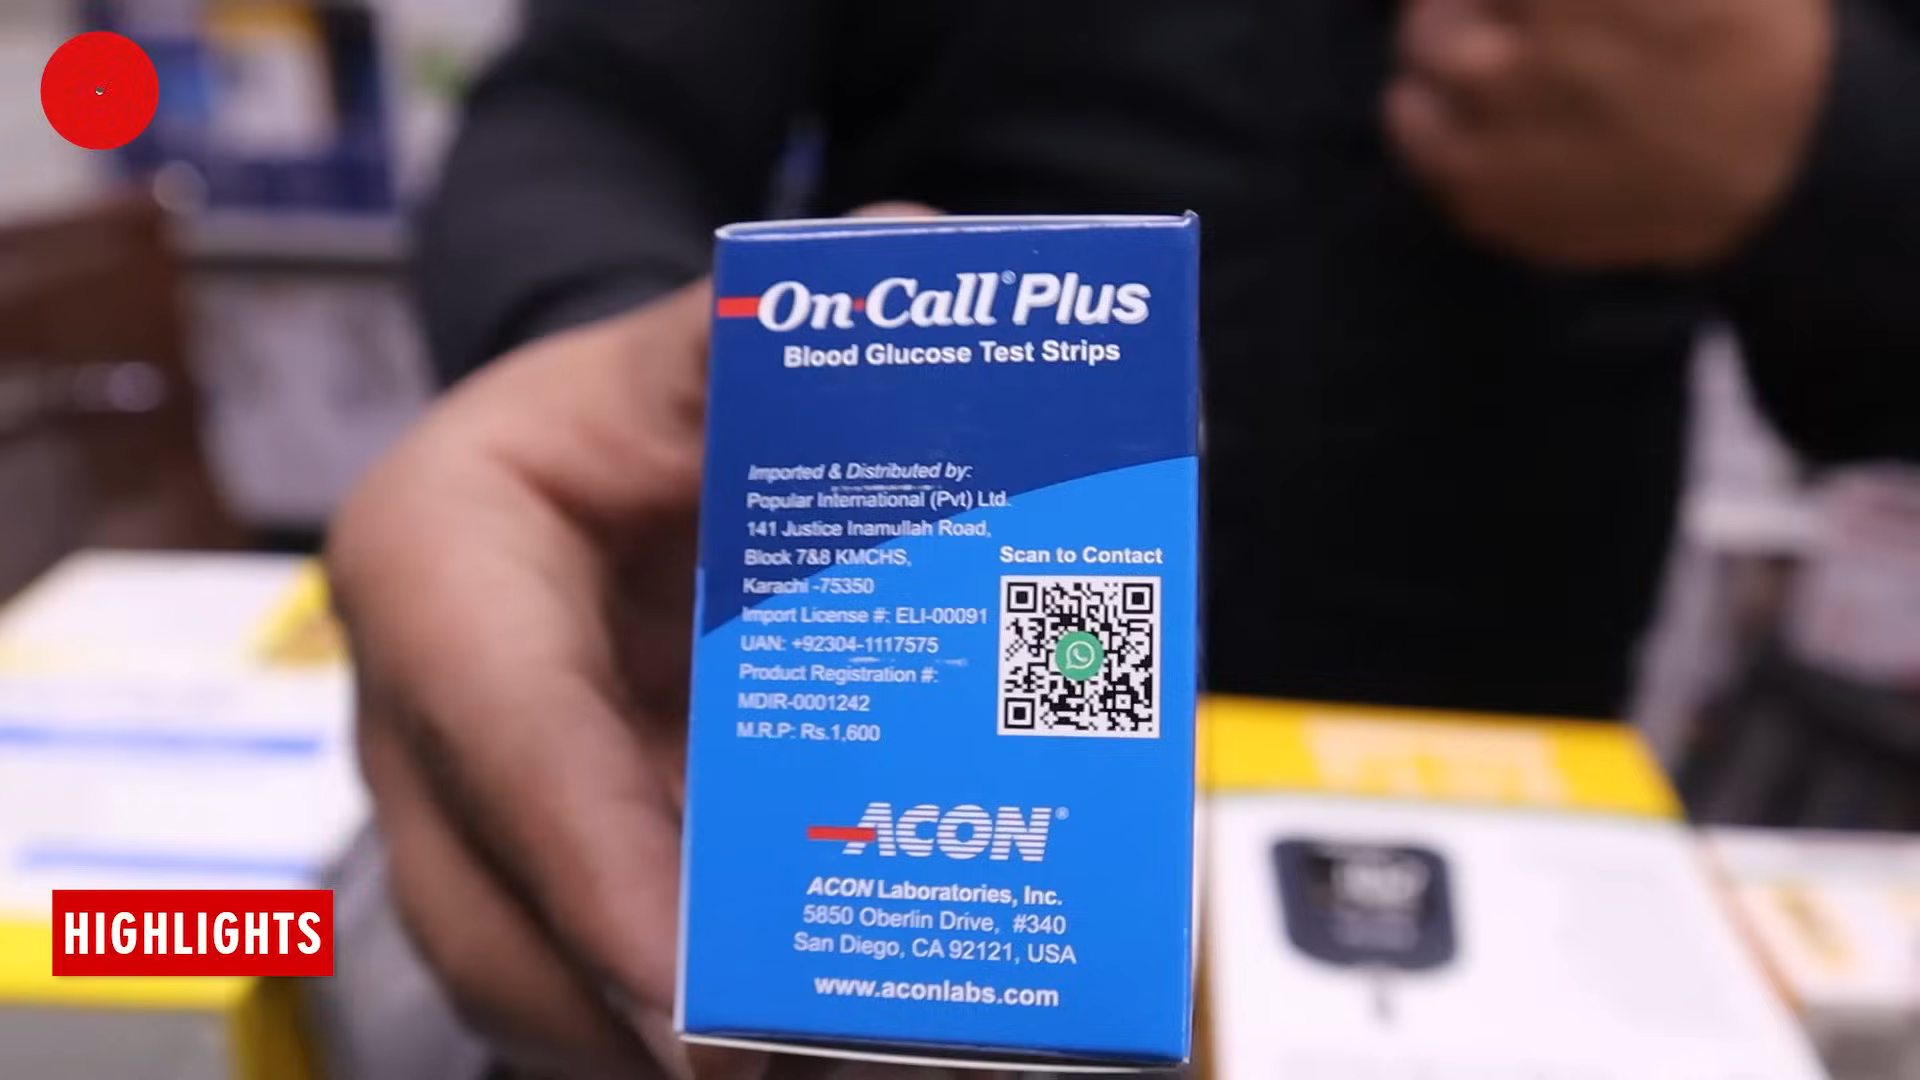 On·Call® Plus
Blood Glucose Test Strips
Imported & Distributed by:
Popular International (Pvt) Ltd.
141 Justice Inamullah Road,
Block 7&8 KMCHS,
Karachi -75350
Import License #: ELI-00091
UAN: +92304-1117575
Product Registration #:
MDIR-0001242
M.R.P: Rs.1,600
Scan to Contact
ACON®
ACON Laboratories, Inc.
5850 Oberlin Drive, #340
San Diego, CA 92121, USA
www.aconlabs.com
HIGHLIGHTS